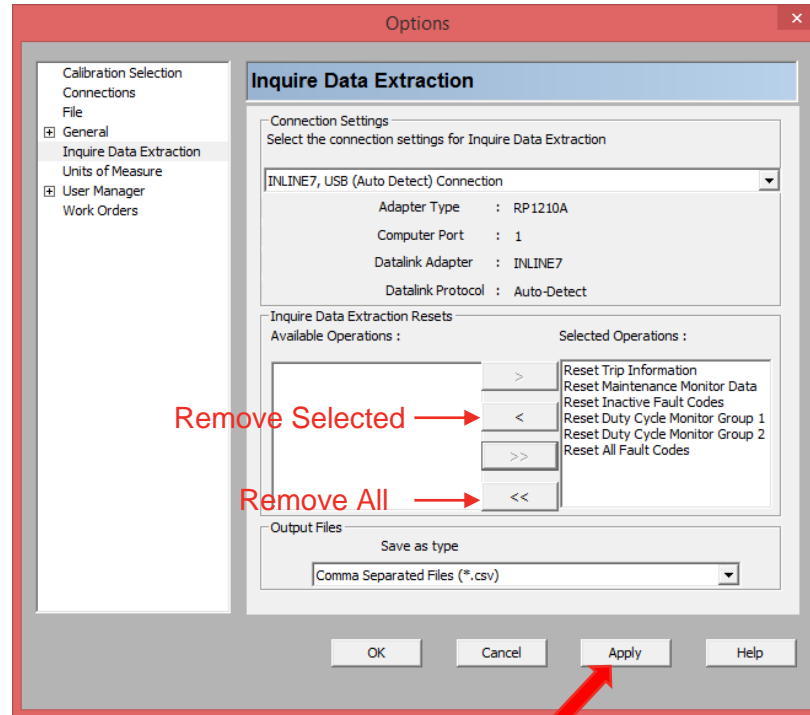 Options
×
Calibration Selection
Connections
File
General
Inquire Data Extraction
Units of Measure
User Manager
Work Orders
Inquire Data Extraction
Connection Settings
Select the connection settings for Inquire Data Extraction
INLINE7, USB (Auto Detect) Connection
Adapter Type : RP1210A
Computer Port : 1
Datalink Adapter : INLINE7
Datalink Protocol : Auto-Detect
Inquire Data Extraction Resets
Available Operations :
Selected Operations :
>
<
>>
<<
Reset Trip Information
Reset Maintenance Monitor Data
Reset Inactive Fault Codes
Reset Duty Cycle Monitor Group 1
Reset Duty Cycle Monitor Group 2
Reset All Fault Codes
Remove Selected
Remove All
Output Files
Save as type
Comma Separated Files (*.csv)
OK
Cancel
Apply
Help